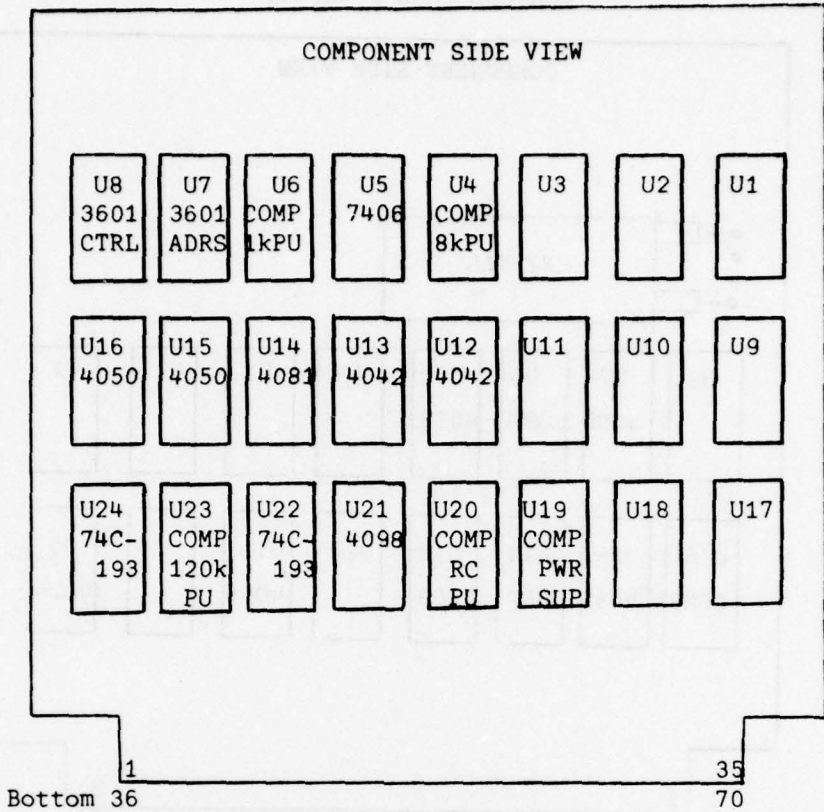 COMPONENT SIDE VIEW
U8 U7 U6 U5 U4 U3 U2 U1
3601 3601 COMP 7406 COMP
CTRL ADRS 1kPU 8kPU
U16 U15 U14 U13 U12 U11 U10 U9
4050 4050 4081 4042 4042
U24 U23 U22 U21 U20 U19 U18 U17
74C- COMP 74C- 4098 COMP COMP
193 120k 193 RC PWR
PU PU SUP
1 35
Bottom 36 70